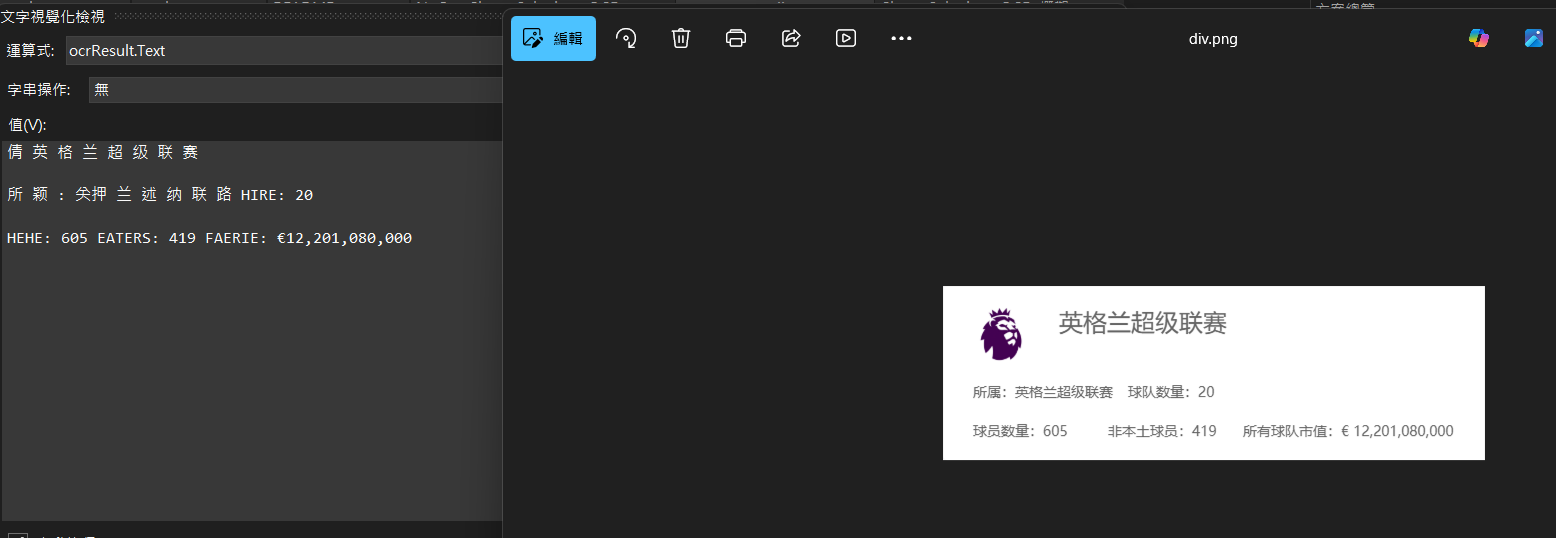 文字視覺化檢視
運算式: ocrResult.Text
字串操作: 無
值(V):
倩 英 格 兰 超 级 联 赛
所 颖 : 尖押 兰 述 纳 联 路 HIRE: 20
HEHE: 605 EATERS: 419 FAERIE: €12,201,080,000
編輯
div.png
英格兰超级联赛
所属：英格兰超级联赛 球队数量：20
球员数量：605 非本土球员：419 所有球队市值：€ 12,201,080,000